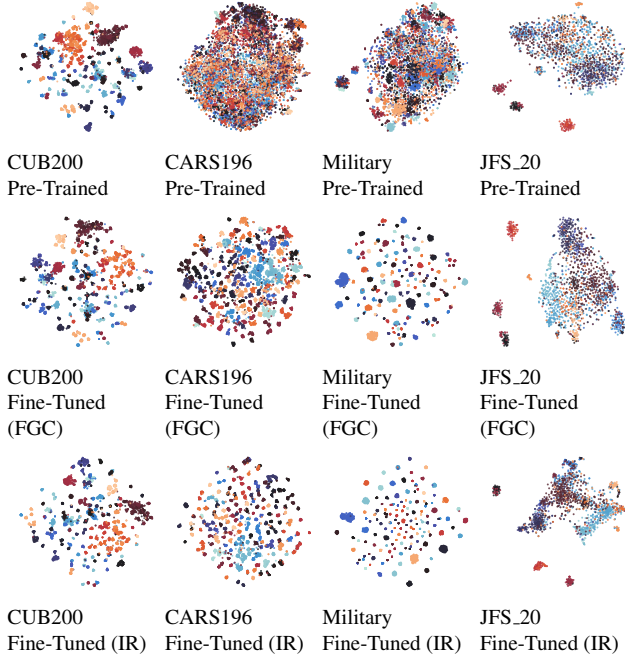 CUB200
Pre-Trained
CARS196
Pre-Trained
Military
Pre-Trained
JFS_20
Pre-Trained
CUB200
Fine-Tuned
(FGC)
CARS196
Fine-Tuned
(FGC)
Military
Fine-Tuned
(FGC)
JFS_20
Fine-Tuned
(FGC)
CUB200
Fine-Tuned (IR)
CARS196
Fine-Tuned (IR)
Military
Fine-Tuned (IR)
JFS_20
Fine-Tuned (IR)